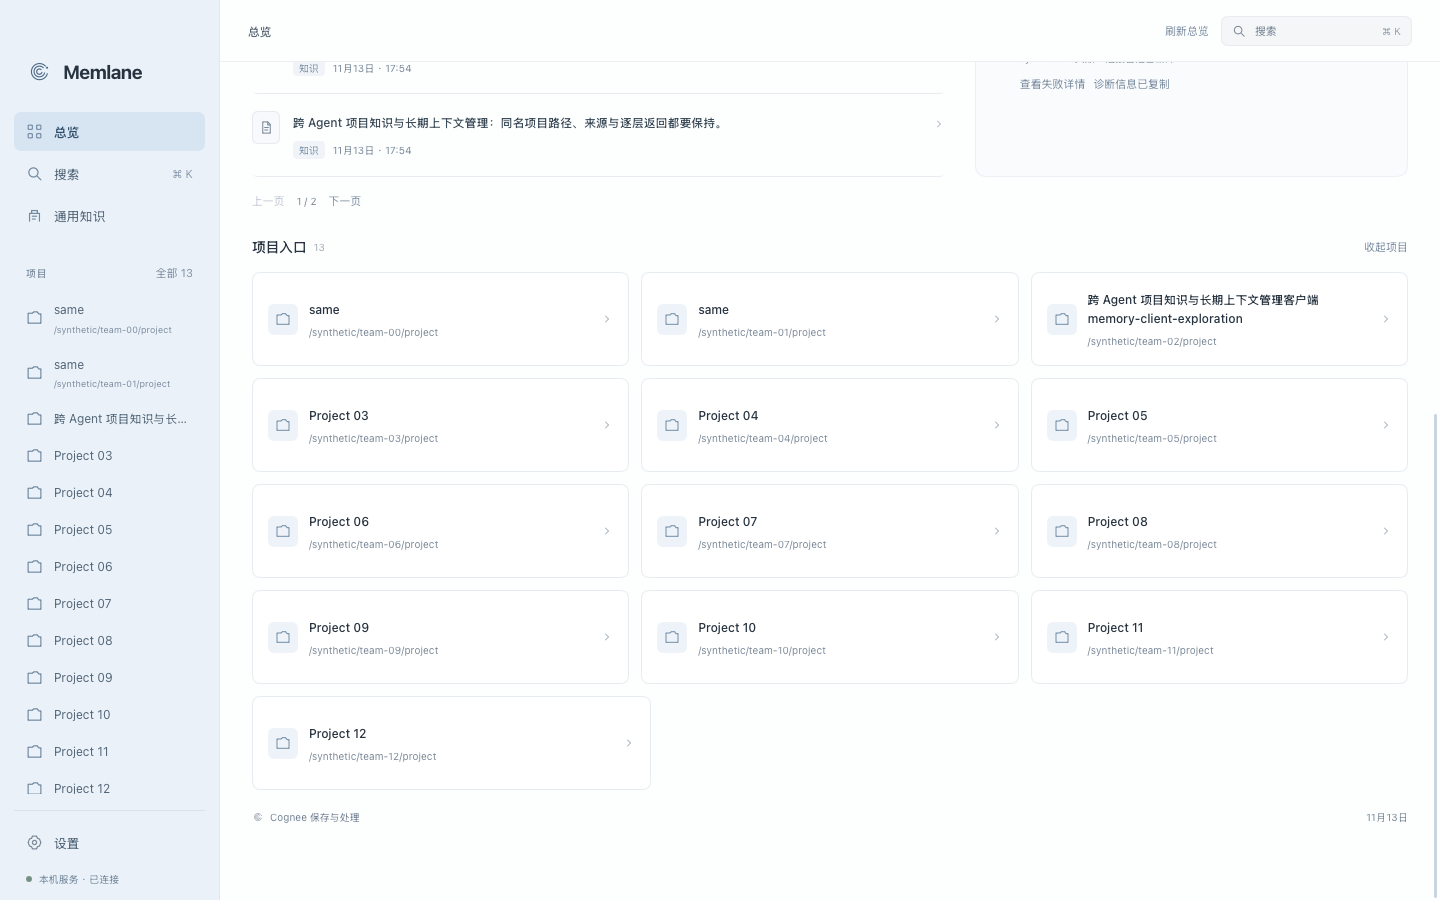 Memlane
总览
搜索
⌘ K
通用知识
项目
全部 13
same
/synthetic/team-00/project
same
/synthetic/team-01/project
跨 Agent 项目知识与长...
Project 03
Project 04
Project 05
Project 06
Project 07
Project 08
Project 09
Project 10
Project 11
Project 12
设置
本机服务 · 已连接
总览
刷新总览
搜索
⌘ K
知识
11月13日 · 17:54
跨 Agent 项目知识与长期上下文管理：同名项目路径、来源与逐层返回都要保持。
知识
11月13日 · 17:54
查看失败详情
诊断信息已复制
上一页
1 / 2
下一页
项目入口
13
收起项目
same
/synthetic/team-00/project
same
/synthetic/team-01/project
跨 Agent 项目知识与长期上下文管理客户端
memory-client-exploration
/synthetic/team-02/project
Project 03
/synthetic/team-03/project
Project 04
/synthetic/team-04/project
Project 05
/synthetic/team-05/project
Project 06
/synthetic/team-06/project
Project 07
/synthetic/team-07/project
Project 08
/synthetic/team-08/project
Project 09
/synthetic/team-09/project
Project 10
/synthetic/team-10/project
Project 11
/synthetic/team-11/project
Project 12
/synthetic/team-12/project
Cognee 保存与处理
11月13日